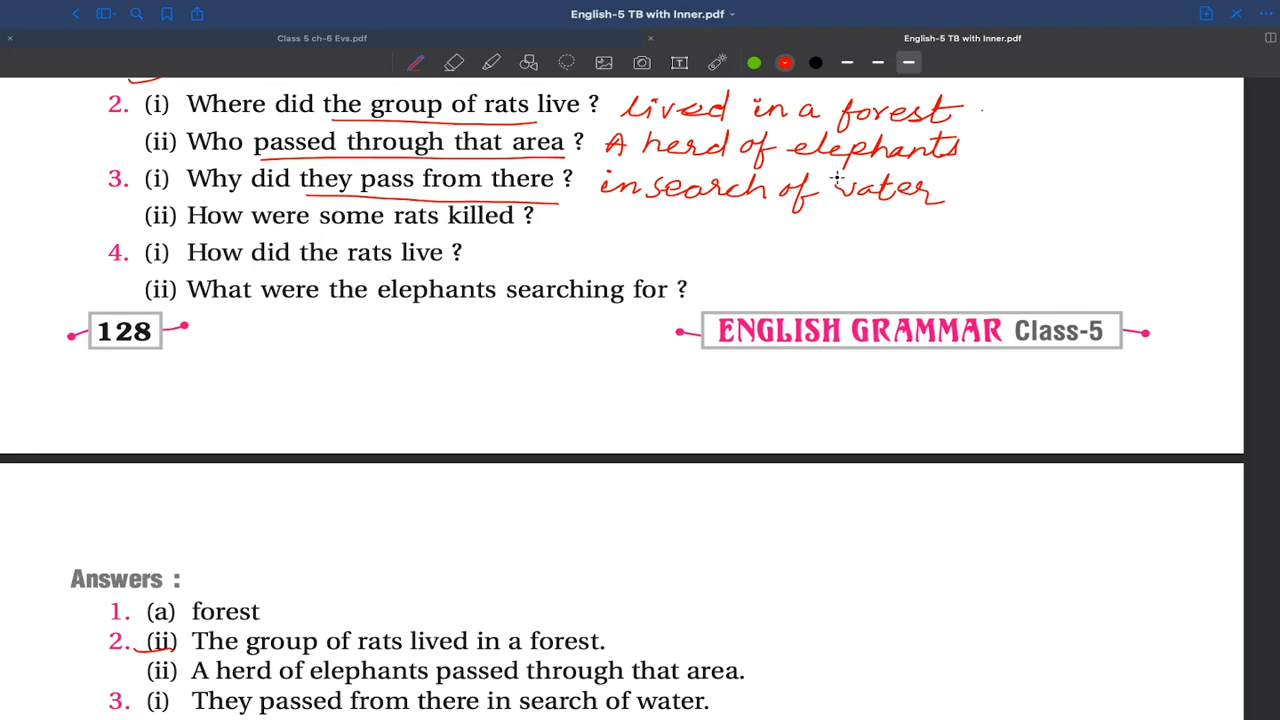 English-5 TB with Inner.pdf
Class 5 ch-6 Evs.pdf
English-5 TB with Inner.pdf
2. (i) Where did the group of rats live ? lived in a forest
(ii) Who passed through that area ? A herd of elephants
3. (i) Why did they pass from there ? in search of water
(ii) How were some rats killed ?
4. (i) How did the rats live ?
(ii) What were the elephants searching for ?
128
ENGLISH GRAMMAR Class-5
Answers :
1. (a) forest
2. (ii) The group of rats lived in a forest.
(ii) A herd of elephants passed through that area.
3. (i) They passed from there in search of water.